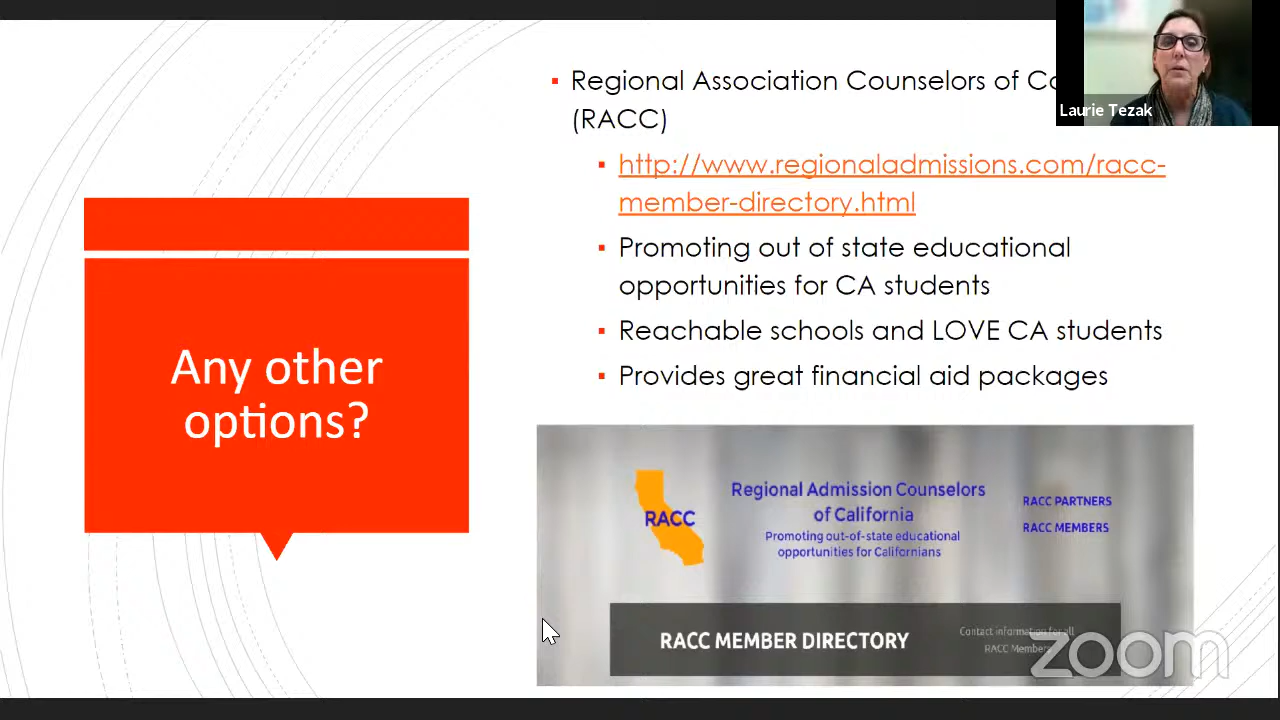 Any other
options?
▪ Regional Association Counselors of
(RACC)
▪ http://www.regionaladmissions.com/racc-
member-directory.html
▪ Promoting out of state educational
opportunities for CA students
▪ Reachable schools and LOVE CA students
▪ Provides great financial aid packages
Laurie Tezak
RACC
Regional Admission Counselors
of California
Promoting out-of-state educational
opportunities for Californians
RACC PARTNERS
RACC MEMBERS
RACC MEMBER DIRECTORY
Contact information for all
RACC Members
zoom